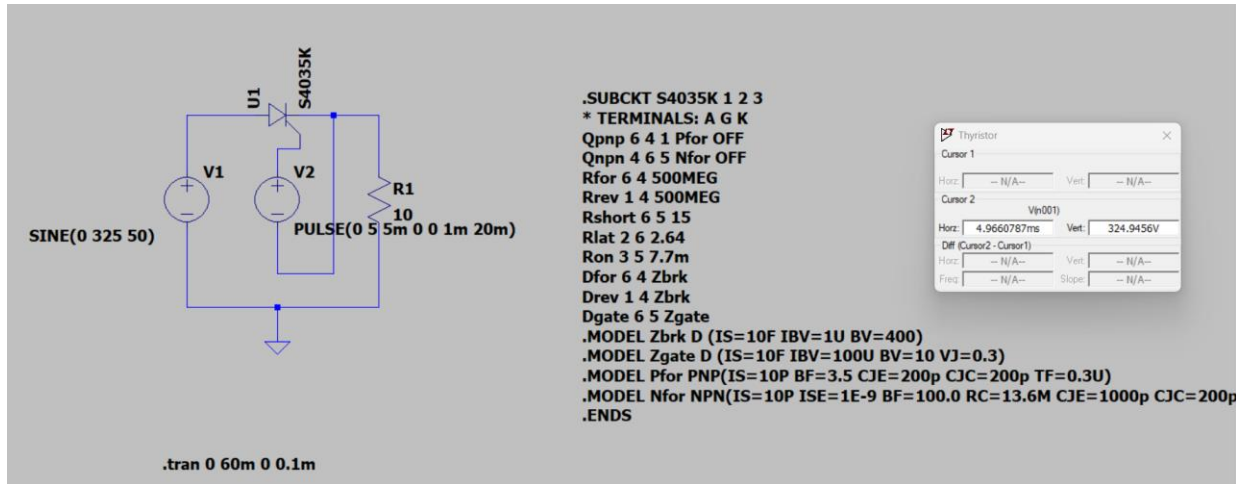 U1
S4035K
V1
SINE(0 325 50)
V2
PULSE(0 5 5m 0 0 1m 20m)
R1
10
.tran 0 60m 0 0.1m
.SUBCKT S4035K 1 2 3
* TERMINALS: A G K
Qpnp 6 4 1 Pfor OFF
Qnpn 4 6 5 Nfor OFF
Rfor 6 4 500MEG
Rrev 1 4 500MEG
Rshort 6 5 15
Rlat 2 6 2.64
Ron 3 5 7.7m
Dfor 6 4 Zbrk
Drev 1 4 Zbrk
Dgate 6 5 Zgate
.MODEL Zbrk D (IS=10F IBV=1U BV=400)
.MODEL Zgate D (IS=10F IBV=100U BV=10 VJ=0.3)
.MODEL Pfor PNP(IS=10P BF=3.5 CJE=200p CJC=200p TF=0.3U)
.MODEL Nfor NPN(IS=10P ISE=1E-9 BF=100.0 RC=13.6M CJE=1000p CJC=200p
.ENDS
Thyristor
Cursor 1
Horz: -- N/A-- Vert: -- N/A--
Cursor 2
V(n001)
Horz: 4.9660787ms Vert: 324.9456V
Diff (Cursor2 - Cursor1)
Horz: -- N/A-- Vert: -- N/A--
Freq: -- N/A-- Slope: -- N/A--